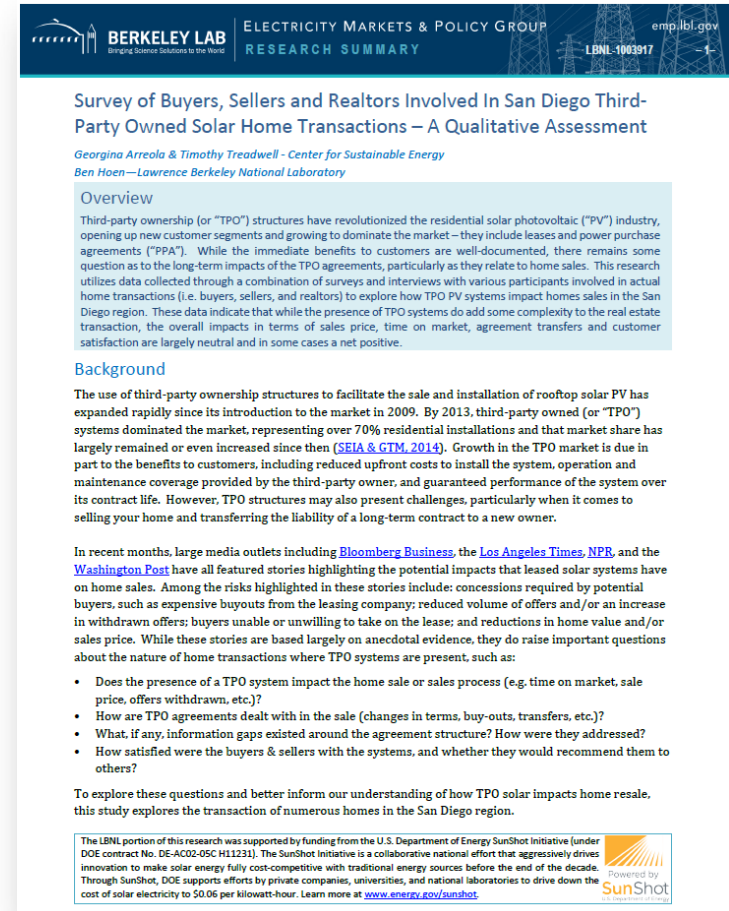 BERKELEY LAB
Bringing Science Solutions to the World
ELECTRICITY MARKETS & POLICY GROUP
RESEARCH SUMMARY
emp.lbl.gov
LBNL-1003917
–1–
Survey of Buyers, Sellers and Realtors Involved In San Diego Third-
Party Owned Solar Home Transactions – A Qualitative Assessment
Georgina Arreola & Timothy Treadwell - Center for Sustainable Energy
Ben Hoen—Lawrence Berkeley National Laboratory
Overview
Third-party ownership (or “TPO”) structures have revolutionized the residential solar photovoltaic (“PV”) industry,
opening up new customer segments and growing to dominate the market – they include leases and power purchase
agreements (“PPA”). While the immediate benefits to customers are well-documented, there remains some
question as to the long-term impacts of the TPO agreements, particularly as they relate to home sales. This research
utilizes data collected through a combination of surveys and interviews with various participants involved in actual
home transactions (i.e. buyers, sellers, and realtors) to explore how TPO PV systems impact homes sales in the San
Diego region. These data indicate that while the presence of TPO systems do add some complexity to the real estate
transaction, the overall impacts in terms of sales price, time on market, agreement transfers and customer
satisfaction are largely neutral and in some cases a net positive.
Background
The use of third-party ownership structures to facilitate the sale and installation of rooftop solar PV has
expanded rapidly since its introduction to the market in 2009. By 2013, third-party owned (or “TPO”)
systems dominated the market, representing over 70% residential installations and that market share has
largely remained or even increased since then (SEIA & GTM, 2014). Growth in the TPO market is due in
part to the benefits to customers, including reduced upfront costs to install the system, operation and
maintenance coverage provided by the third-party owner, and guaranteed performance of the system over
its contract life. However, TPO structures may also present challenges, particularly when it comes to
selling your home and transferring the liability of a long-term contract to a new owner.
In recent months, large media outlets including Bloomberg Business, the Los Angeles Times, NPR, and the
Washington Post have all featured stories highlighting the potential impacts that leased solar systems have
on home sales. Among the risks highlighted in these stories include: concessions required by potential
buyers, such as expensive buyouts from the leasing company; reduced volume of offers and/or an increase
in withdrawn offers; buyers unable or unwilling to take on the lease; and reductions in home value and/or
sales price. While these stories are based largely on anecdotal evidence, they do raise important questions
about the nature of home transactions where TPO systems are present, such as:
• Does the presence of a TPO system impact the home sale or sales process (e.g. time on market, sale
price, offers withdrawn, etc.)?
• How are TPO agreements dealt with in the sale (changes in terms, buy-outs, transfers, etc.)?
• What, if any, information gaps existed around the agreement structure? How were they addressed?
• How satisfied were the buyers & sellers with the systems, and whether they would recommend them to
others?
To explore these questions and better inform our understanding of how TPO solar impacts home resale,
this study explores the transaction of numerous homes in the San Diego region.
The LBNL portion of this research was supported by funding from the U.S. Department of Energy SunShot Initiative (under
DOE contract No. DE-AC02-05C H11231). The SunShot Initiative is a collaborative national effort that aggressively drives
innovation to make solar energy fully cost-competitive with traditional energy sources before the end of the decade.
Through SunShot, DOE supports efforts by private companies, universities, and national laboratories to drive down the
cost of solar electricity to $0.06 per kilowatt-hour. Learn more at www.energy.gov/sunshot.
Powered by
SunShot
U.S. Department of Energy